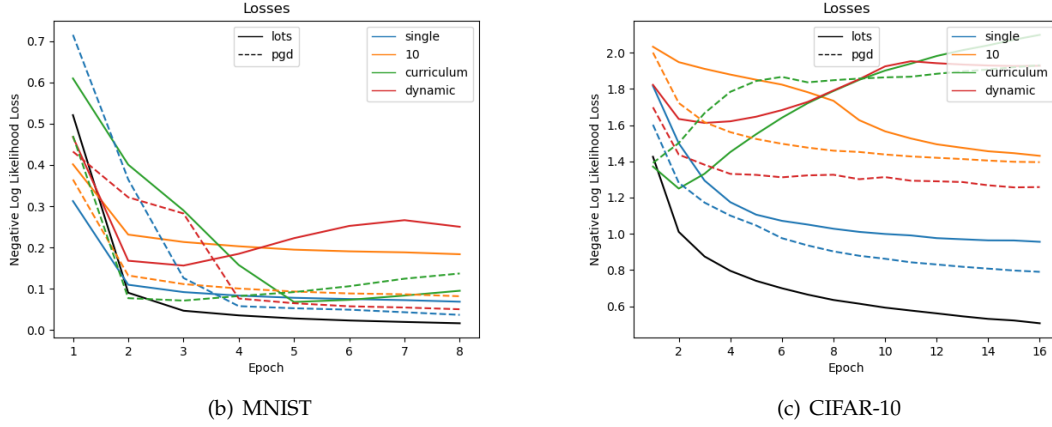 Losses
Negative Log Likelihood Loss
0.7
0.6
0.5
0.4
0.3
0.2
0.1
0.0
lots
pgd
single
10
curriculum
dynamic
1 2 3 4 5 6 7 8
Epoch
(b) MNIST
Losses
Negative Log Likelihood Loss
2.0
1.8
1.6
1.4
1.2
1.0
0.8
0.6
lots
pgd
single
10
curriculum
dynamic
2 4 6 8 10 12 14 16
Epoch
(c) CIFAR-10